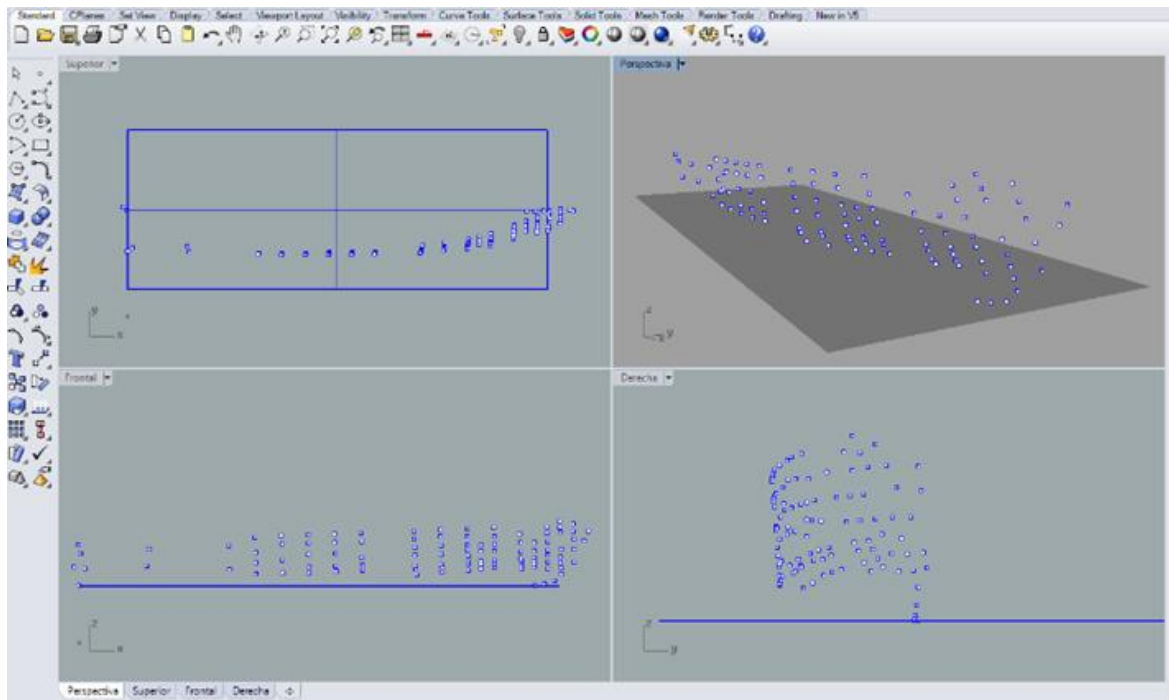 Standard CPlanes Set View Display Select Viewport Layout Visibility Transform Curve Tools Surface Tools Solid Tools Mesh Tools Render Tools Drafting New in V5
Superior
Perspectiva
y
x
z
y
Frontal
Derecha
z
x
z
y
Perspectiva Superior Frontal Derecha